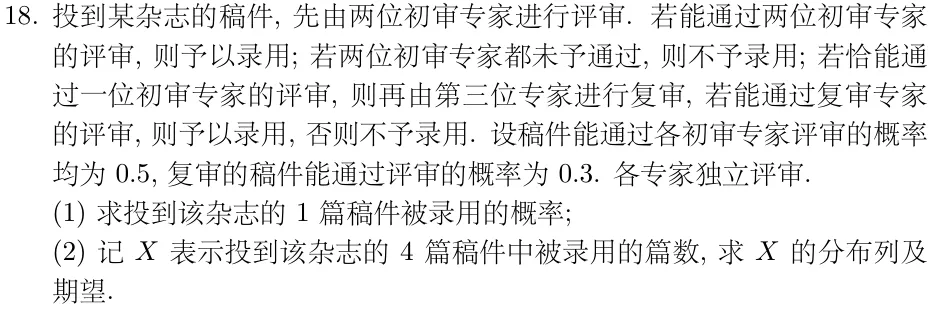 18. 投到某杂志的稿件, 先由两位初审专家进行评审. 若能通过两位初审专家
的评审, 则予以录用; 若两位初审专家都未予通过, 则不予录用; 若恰能通
过一位初审专家的评审, 则再由第三位专家进行复审, 若能通过复审专家
的评审, 则予以录用, 否则不予录用. 设稿件能通过各初审专家评审的概率
均为 0.5, 复审的稿件能通过评审的概率为 0.3. 各专家独立评审.
(1) 求投到该杂志的 1 篇稿件被录用的概率;
(2) 记 X 表示投到该杂志的 4 篇稿件中被录用的篇数, 求 X 的分布列及
期望.